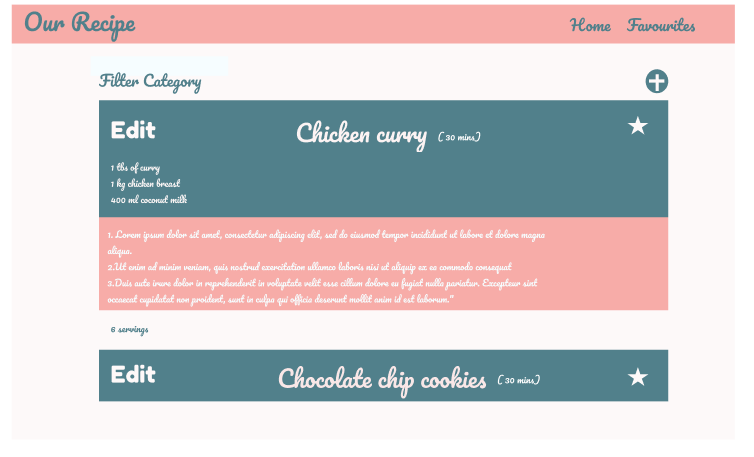 Our Recipe
Home Favourites
Filter Category
Edit
Chicken curry ( 30 mins)
1 tbs of curry
1 kg chicken breast
400 ml coconut milk
1. Lorem ipsum dolor sit amet, consectetur adipiscing elit, sed do eiusmod tempor incididunt ut labore et dolore magna
aliqua.
2.Ut enim ad minim veniam, quis nostrud exercitation ullamco laboris nisi ut aliquip ex ea commodo consequat
3.Duis aute irure dolor in reprehenderit in voluptate velit esse cillum dolore eu fugiat nulla pariatur. Excepteur sint
occaecat cupidatat non proident, sunt in culpa qui officia deserunt mollit anim id est laborum."
6 servings
Edit
Chocolate chip cookies ( 30 mins)